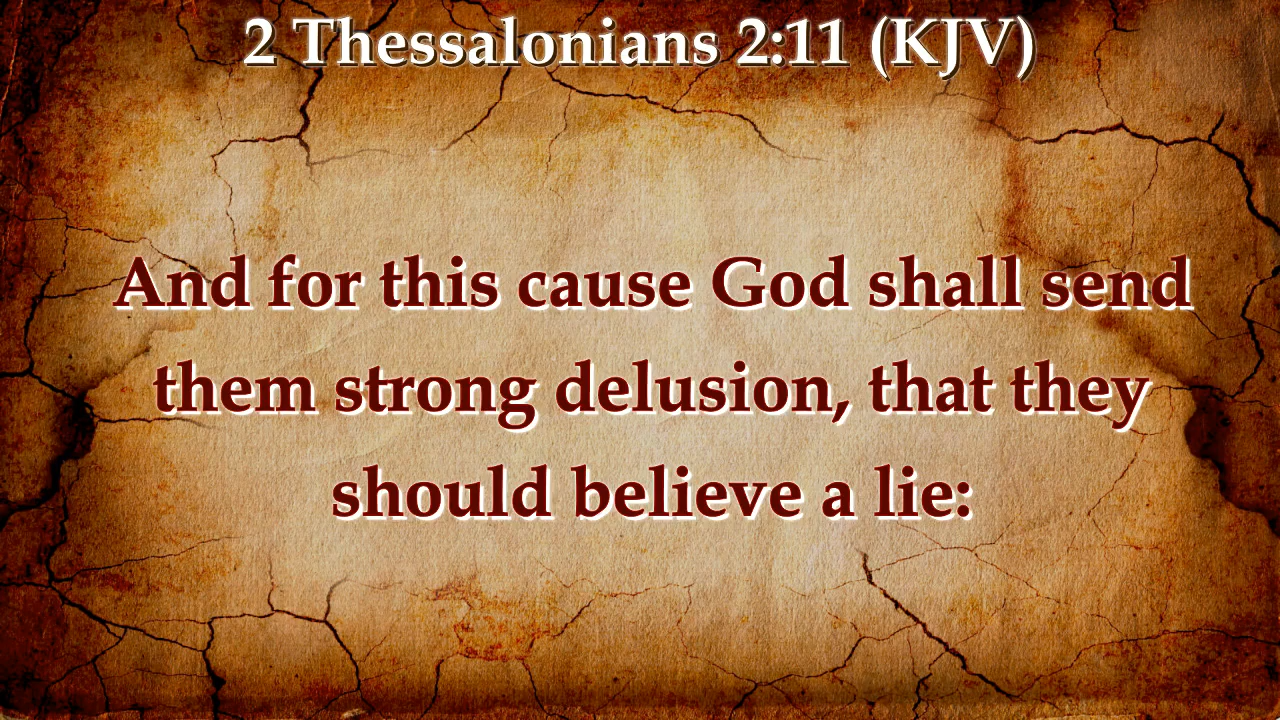 2 Thessalonians 2:11 (KJV)
And for this cause God shall send
them strong delusion, that they
should believe a lie: